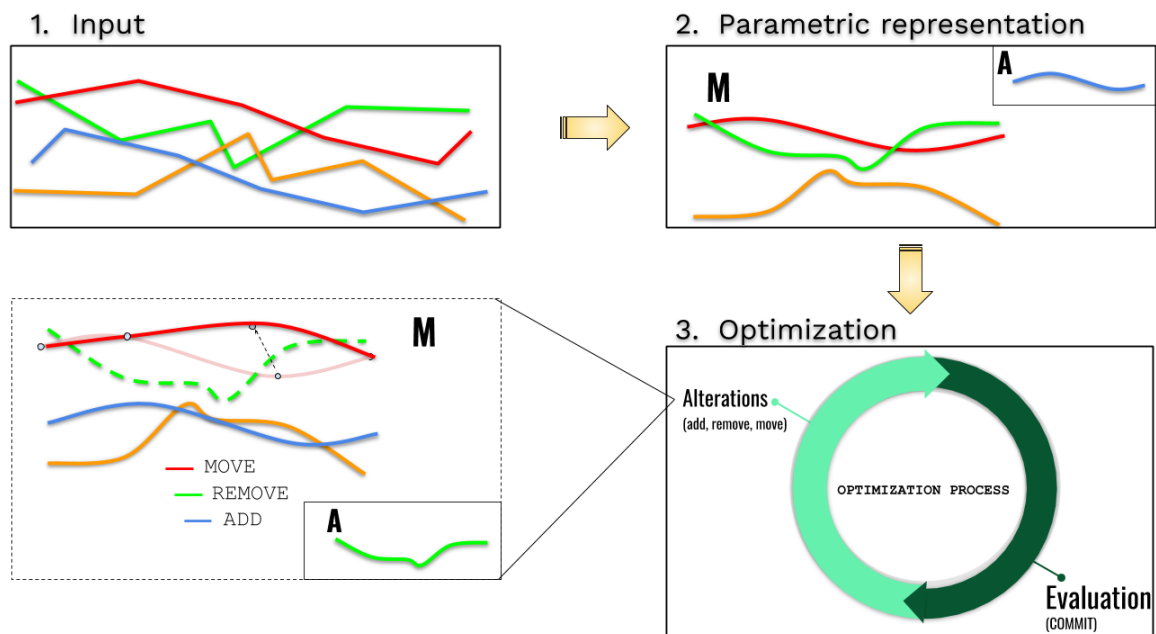 1. Input
2. Parametric representation
M
A
3. Optimization
Alterations
(add, remove, move)
OPTIMIZATION PROCESS
Evaluation
(COMMIT)
M
MOVE
REMOVE
ADD
A